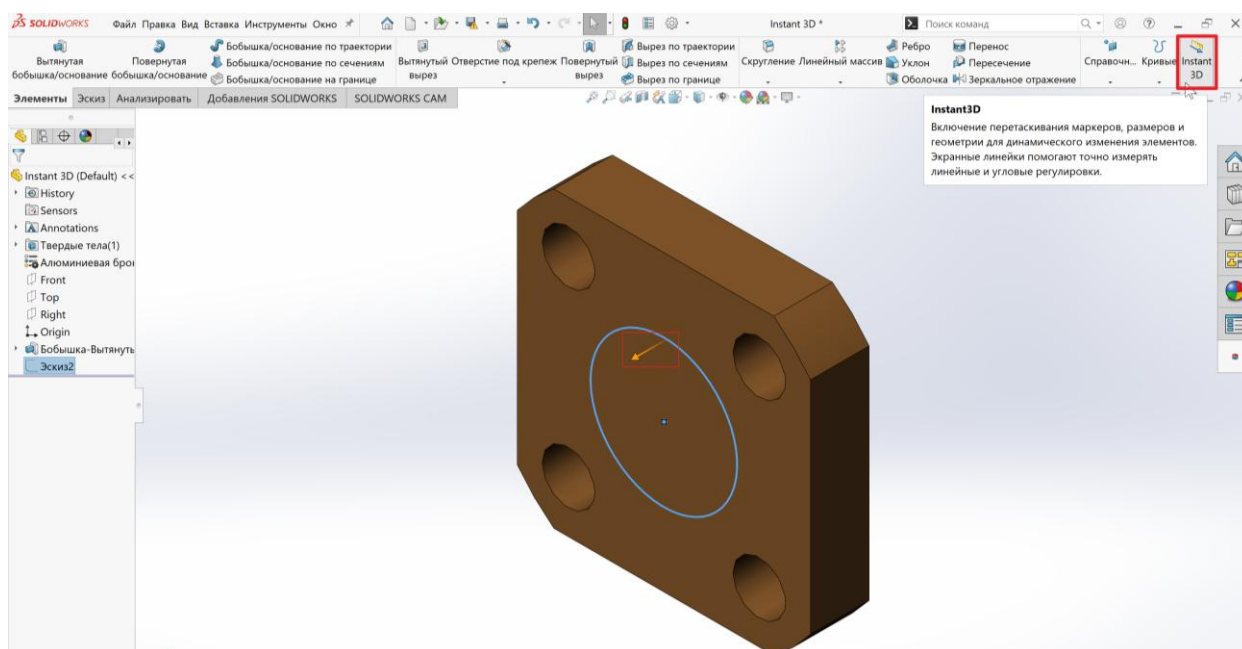 SOLIDWORKS Файл Правка Вид Вставка Инструменты Окно Instant 3D * Поиск команд
Вытянутая бобышка/основание
Повернутая бобышка/основание
Бобышка/основание по траектории
Бобышка/основание по сечениям
Бобышка/основание на границе
Вытянутый вырез
Отверстие под крепеж
Повернутый вырез
Вырез по траектории
Вырез по сечениям
Вырез по границе
Скругление
Линейный массив
Ребро
Уклон
Оболочка
Перенос
Пересечение
Зеркальное отражение
Справочн...
Кривые
Instant 3D
Элементы Эскиз Анализировать Добавления SOLIDWORKS SOLIDWORKS CAM
Instant3D
Включение перетаскивания маркеров, размеров и
геометрии для динамического изменения элементов.
Экранные линейки помогают точно измерять
линейные и угловые регулировки.
Instant 3D (Default) <<
History
Sensors
Annotations
Твердые тела(1)
Алюминиевая брон
Front
Top
Right
Origin
Бобышка-Вытянуть
Эскиз2